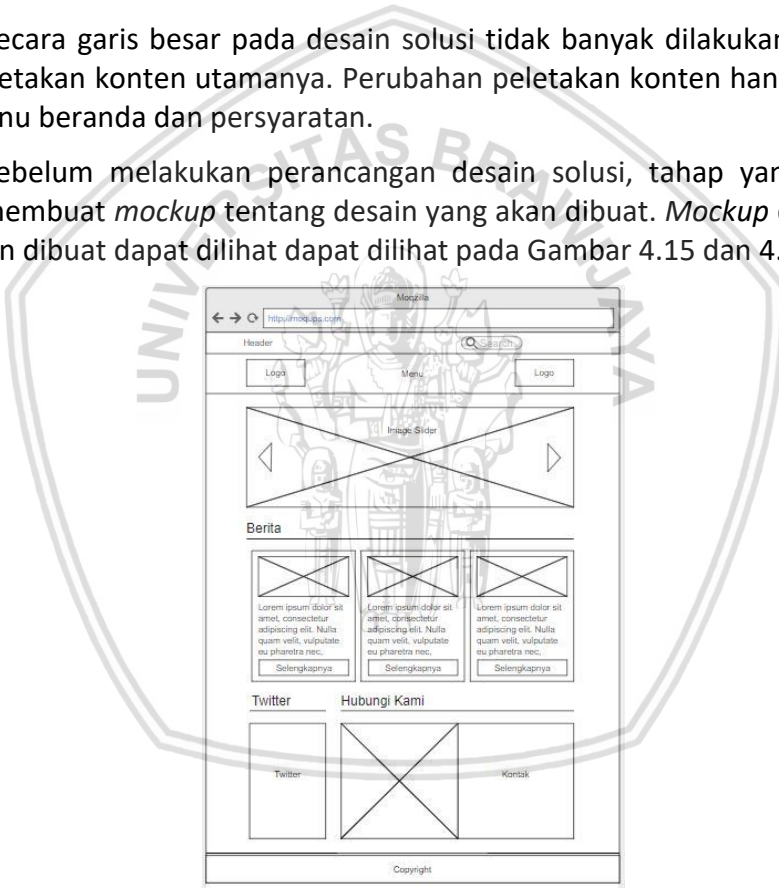 ecara garis besar pada desain solusi tidak banyak dilakukan
etakan konten utamanya. Perubahan peletakan konten han
nu beranda dan persyaratan.
ebelum melakukan perancangan desain solusi, tahap yan
nembuat mockup tentang desain yang akan dibuat. Mockup
n dibuat dapat dilihat dapat dilihat pada Gambar 4.15 dan 4.
UNIVERSITAS BRAWIJAYA
Moqzilla
http://moqups.com
Header Search
Logo Menu Logo
Image Slider
Berita
Lorem ipsum dolor sit Lorem ipsum dolor sit Lorem ipsum dolor sit
amet, consectetur amet, consectetur amet, consectetur
adipiscing elit. Nulla adipiscing elit. Nulla adipiscing elit. Nulla
quam velit, vulputate quam velit, vulputate quam velit, vulputate
eu pharetra nec, eu pharetra nec, eu pharetra nec,
Selengkapnya Selengkapnya Selengkapnya
Twitter Hubungi Kami
Twitter Kontak
Copyright